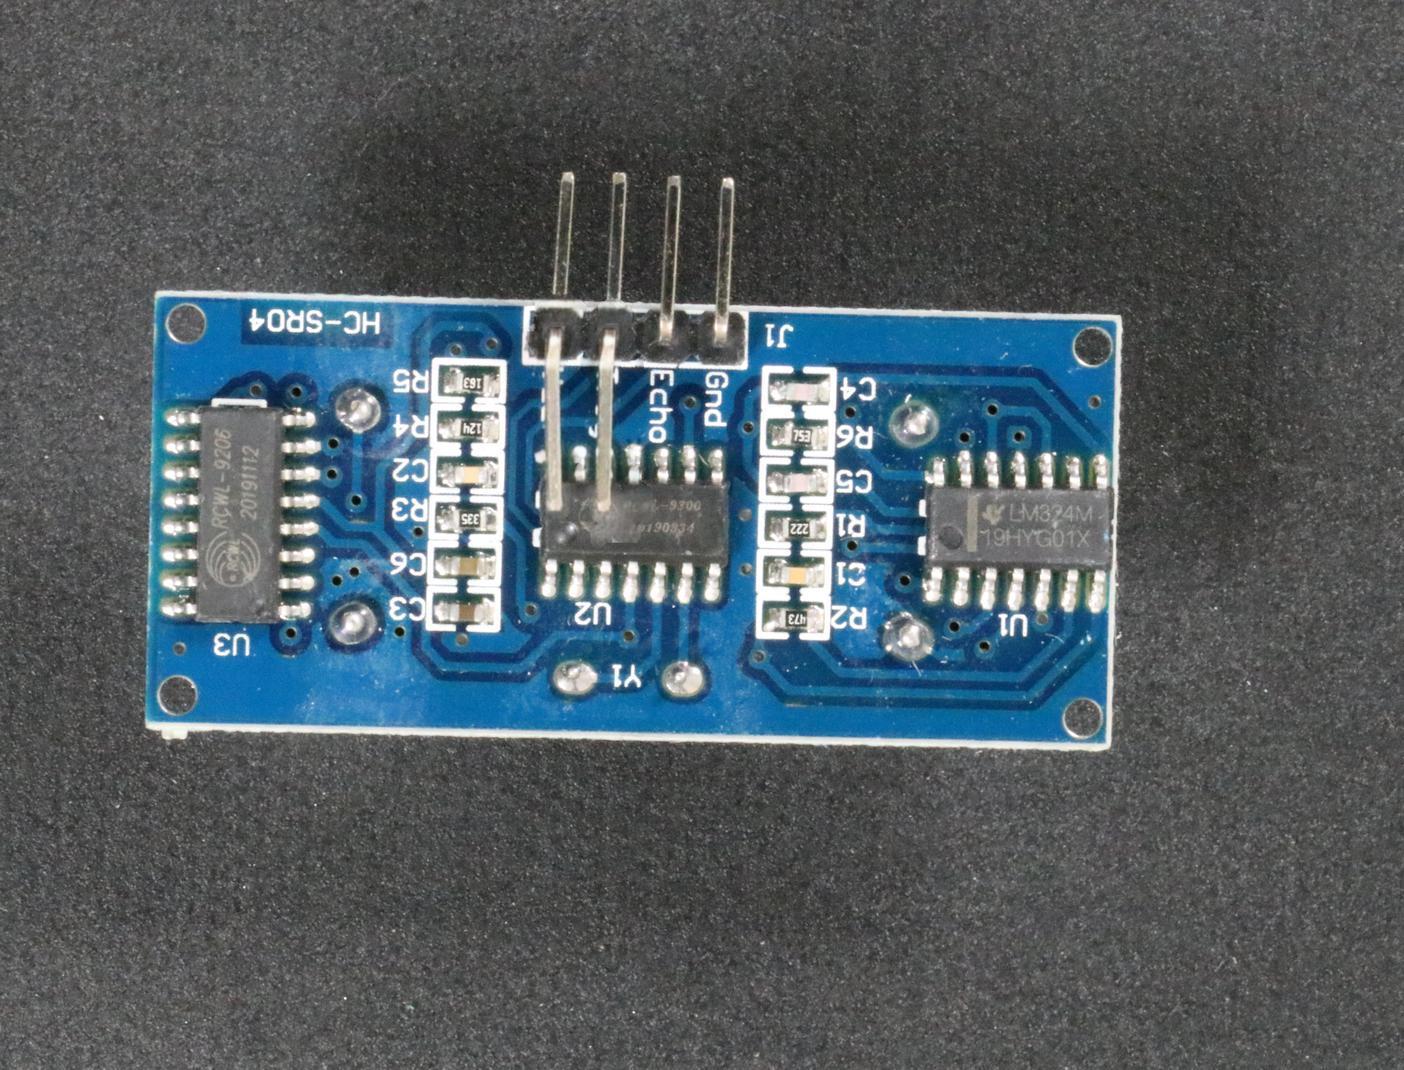 HC-SR04
J1
Echo
Gnd
R5
163
R4
124
C2
R3
335
C6
C3
C4
R6
C5
R1
222
C1
R2
473
RCWL-9206
20191112
RCWL
U3
U2
Y1
LM324M
19HYG01X
U1